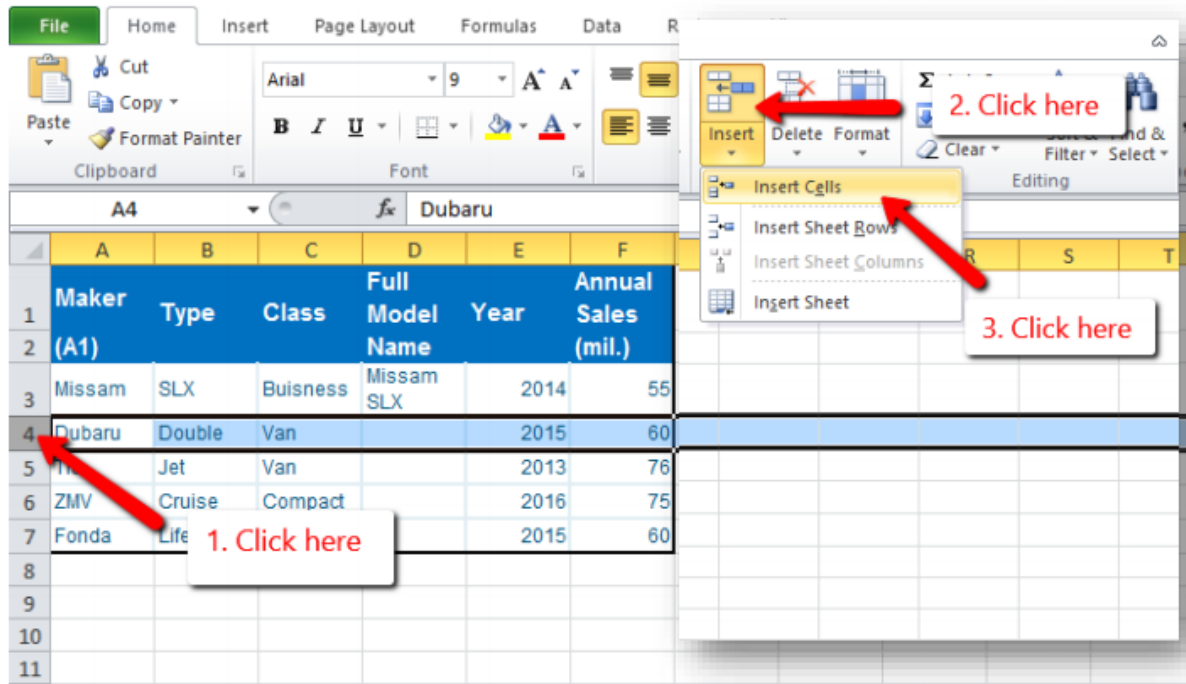 File Home Insert Page Layout Formulas Data
Cut
Copy
Format Painter
Paste
Clipboard
Arial 9 A A
B I U A
Font
Insert Delete Format
Σ
Clear
Filter Select
Editing
2. Click here
Insert Cells
Insert Sheet Rows
Insert Sheet Columns
Insert Sheet
3. Click here
A4 fx Dubaru
A B C D E F R S T
1 Maker Type Class Full Model Year Annual Sales
2 (A1) Name (mil.)
3 Missam SLX Buisness Missam SLX 2014 55
4 Dubaru Double Van 2015 60
5 Jet Van 2013 76
6 ZMV Cruise Compact 2016 75
7 Fonda 2015 60
1. Click here
8
9
10
11